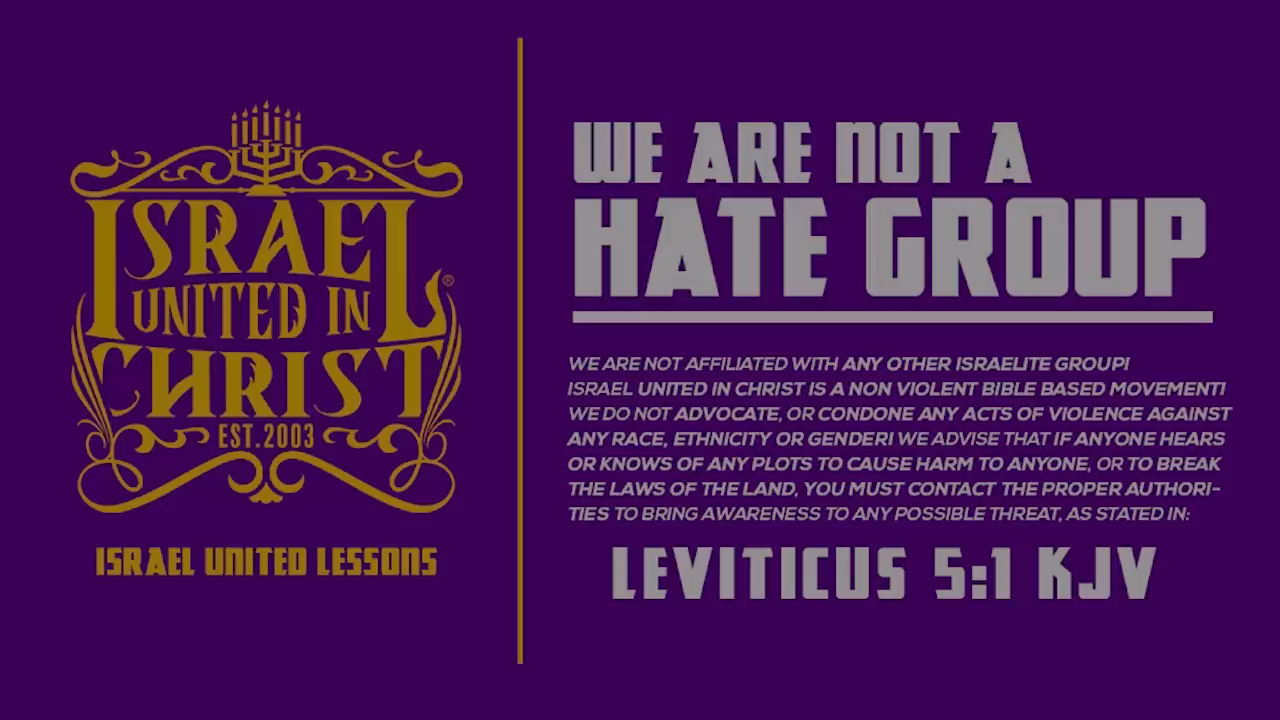 ISRAEL
UNITED IN
CHRIST
®
EST.2003
ISRAEL UNITED LESSONS
WE ARE NOT A
HATE GROUP
WE ARE NOT AFFILIATED WITH ANY OTHER ISRAELITE GROUP!
ISRAEL UNITED IN CHRIST IS A NON VIOLENT BIBLE BASED MOVEMENT!
WE DO NOT ADVOCATE, OR CONDONE ANY ACTS OF VIOLENCE AGAINST
ANY RACE, ETHNICITY OR GENDER! WE ADVISE THAT IF ANYONE HEARS
OR KNOWS OF ANY PLOTS TO CAUSE HARM TO ANYONE, OR TO BREAK
THE LAWS OF THE LAND, YOU MUST CONTACT THE PROPER AUTHORI-
TIES TO BRING AWARENESS TO ANY POSSIBLE THREAT, AS STATED IN:
LEVITICUS 5:1 KJV